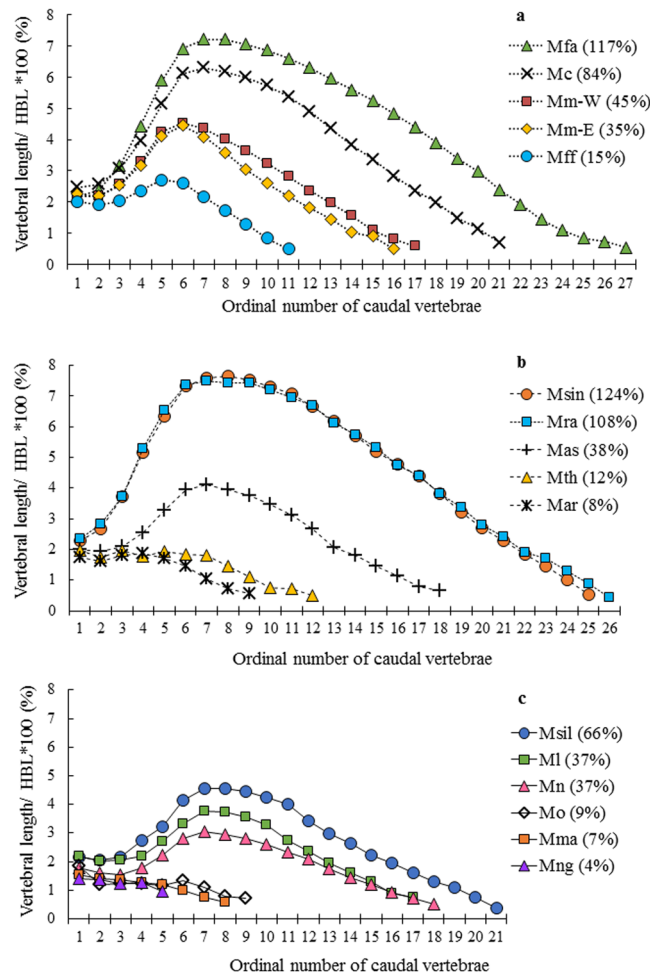 a
Vertebral length/ HBL *100 (%)
8
7
6
5
4
3
2
1
0
Mfa (117%)
Mc (84%)
Mm-W (45%)
Mm-E (35%)
Mff (15%)
1 2 3 4 5 6 7 8 9 10 11 12 13 14 15 16 17 18 19 20 21 22 23 24 25 26 27
Ordinal number of caudal vertebrae
b
Vertebral length/ HBL *100 (%)
8
7
6
5
4
3
2
1
0
Msin (124%)
Mra (108%)
Mas (38%)
Mth (12%)
Mar (8%)
1 2 3 4 5 6 7 8 9 10 11 12 13 14 15 16 17 18 19 20 21 22 23 24 25 26
Ordinal number of caudal vertebrae
c
Vertebral length/ HBL*100 (%)
8
7
6
5
4
3
2
1
0
Msil (66%)
Ml (37%)
Mn (37%)
Mo (9%)
Mma (7%)
Mng (4%)
1 2 3 4 5 6 7 8 9 10 11 12 13 14 15 16 17 18 19 20 21
Ordinal number of caudal vertebrae